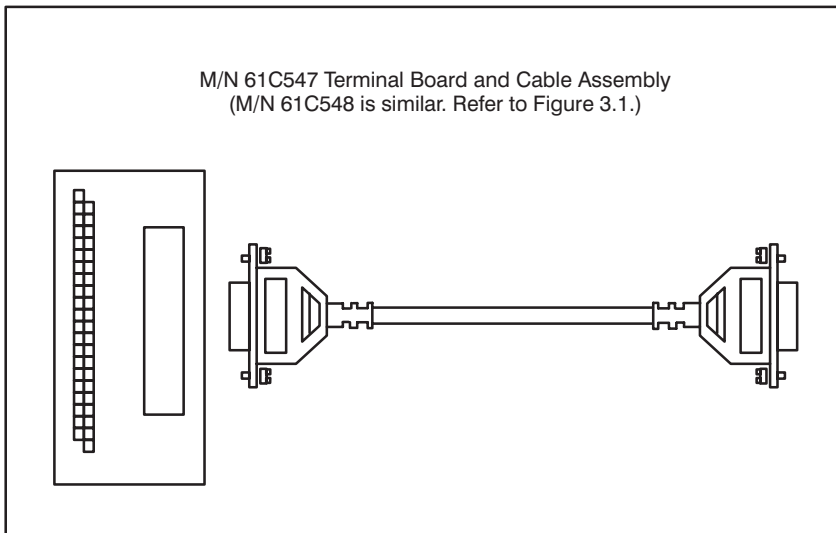 M/N 61C547 Terminal Board and Cable Assembly
(M/N 61C548 is similar. Refer to Figure 3.1.)